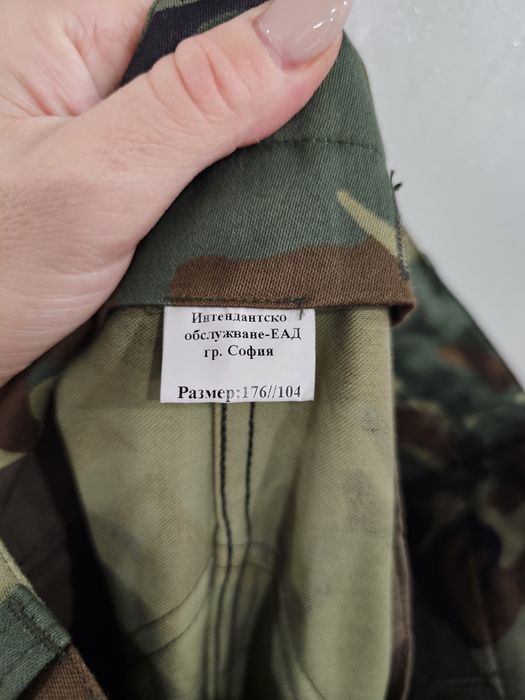 Интендантско
обслужване-ЕАД
гр. София
Размер:176//104